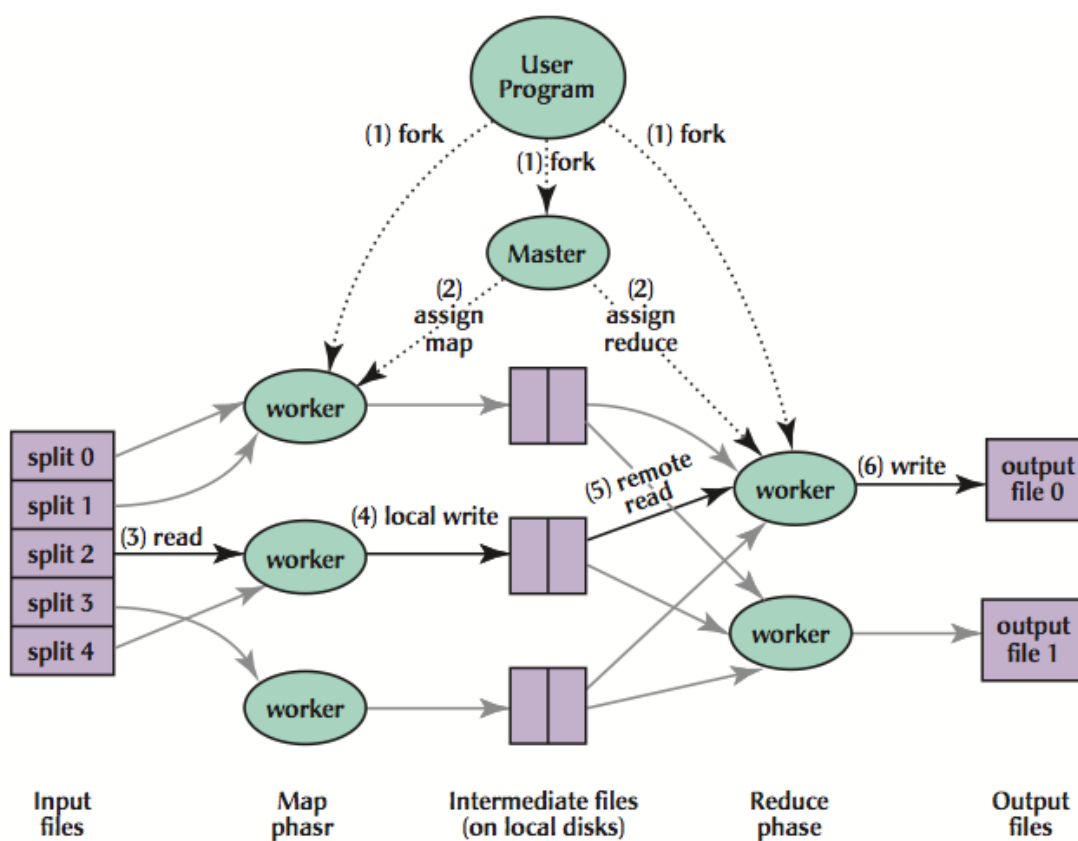 User
Program
(1) fork
(1) fork
(1) fork
Master
(2)
assign
map
(2)
assign
reduce
worker
split 0
split 1
split 2
split 3
split 4
(3) read
worker
(4) local write
(5) remote
read
worker
(6) write
output
file 0
worker
worker
output
file 1
Input
files
Map
phasr
Intermediate files
(on local disks)
Reduce
phase
Output
files